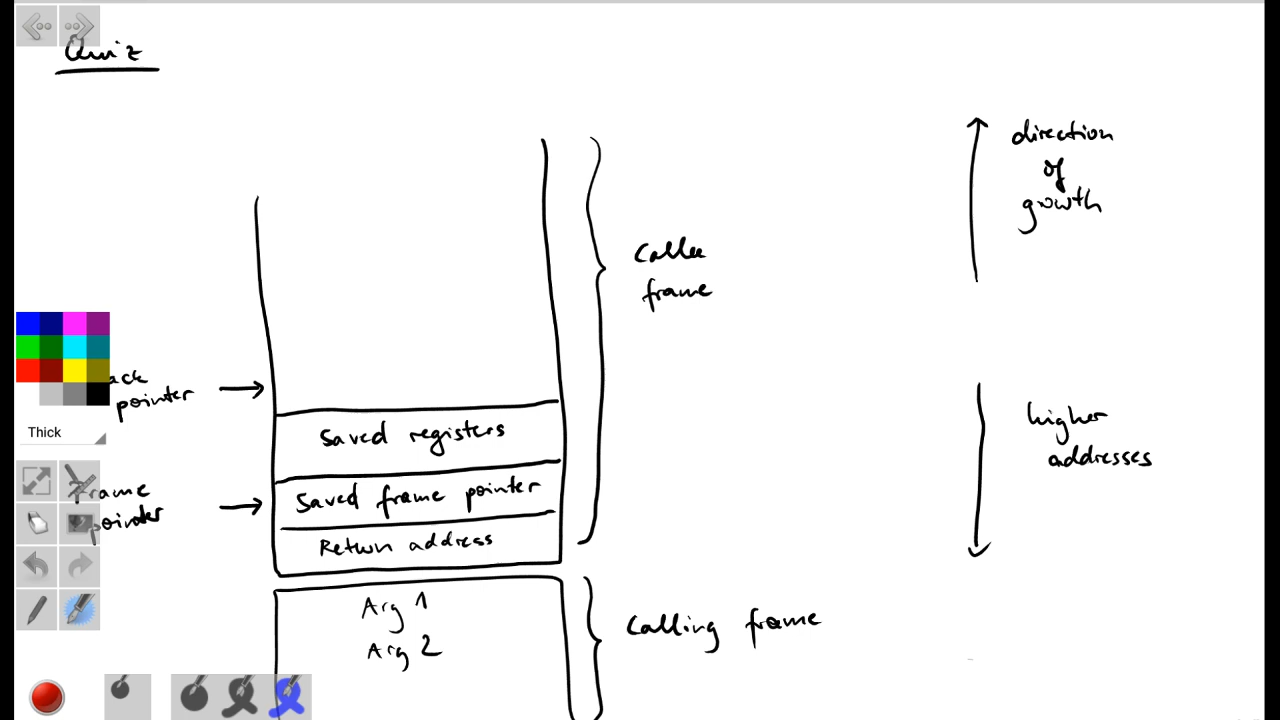 Quiz
direction
of
growth
Callee
frame
ack
pointer
higher
addresses
Thick
Saved registers
frame
pointer
Saved frame pointer
Return address
Arg 1
Arg 2
Calling frame